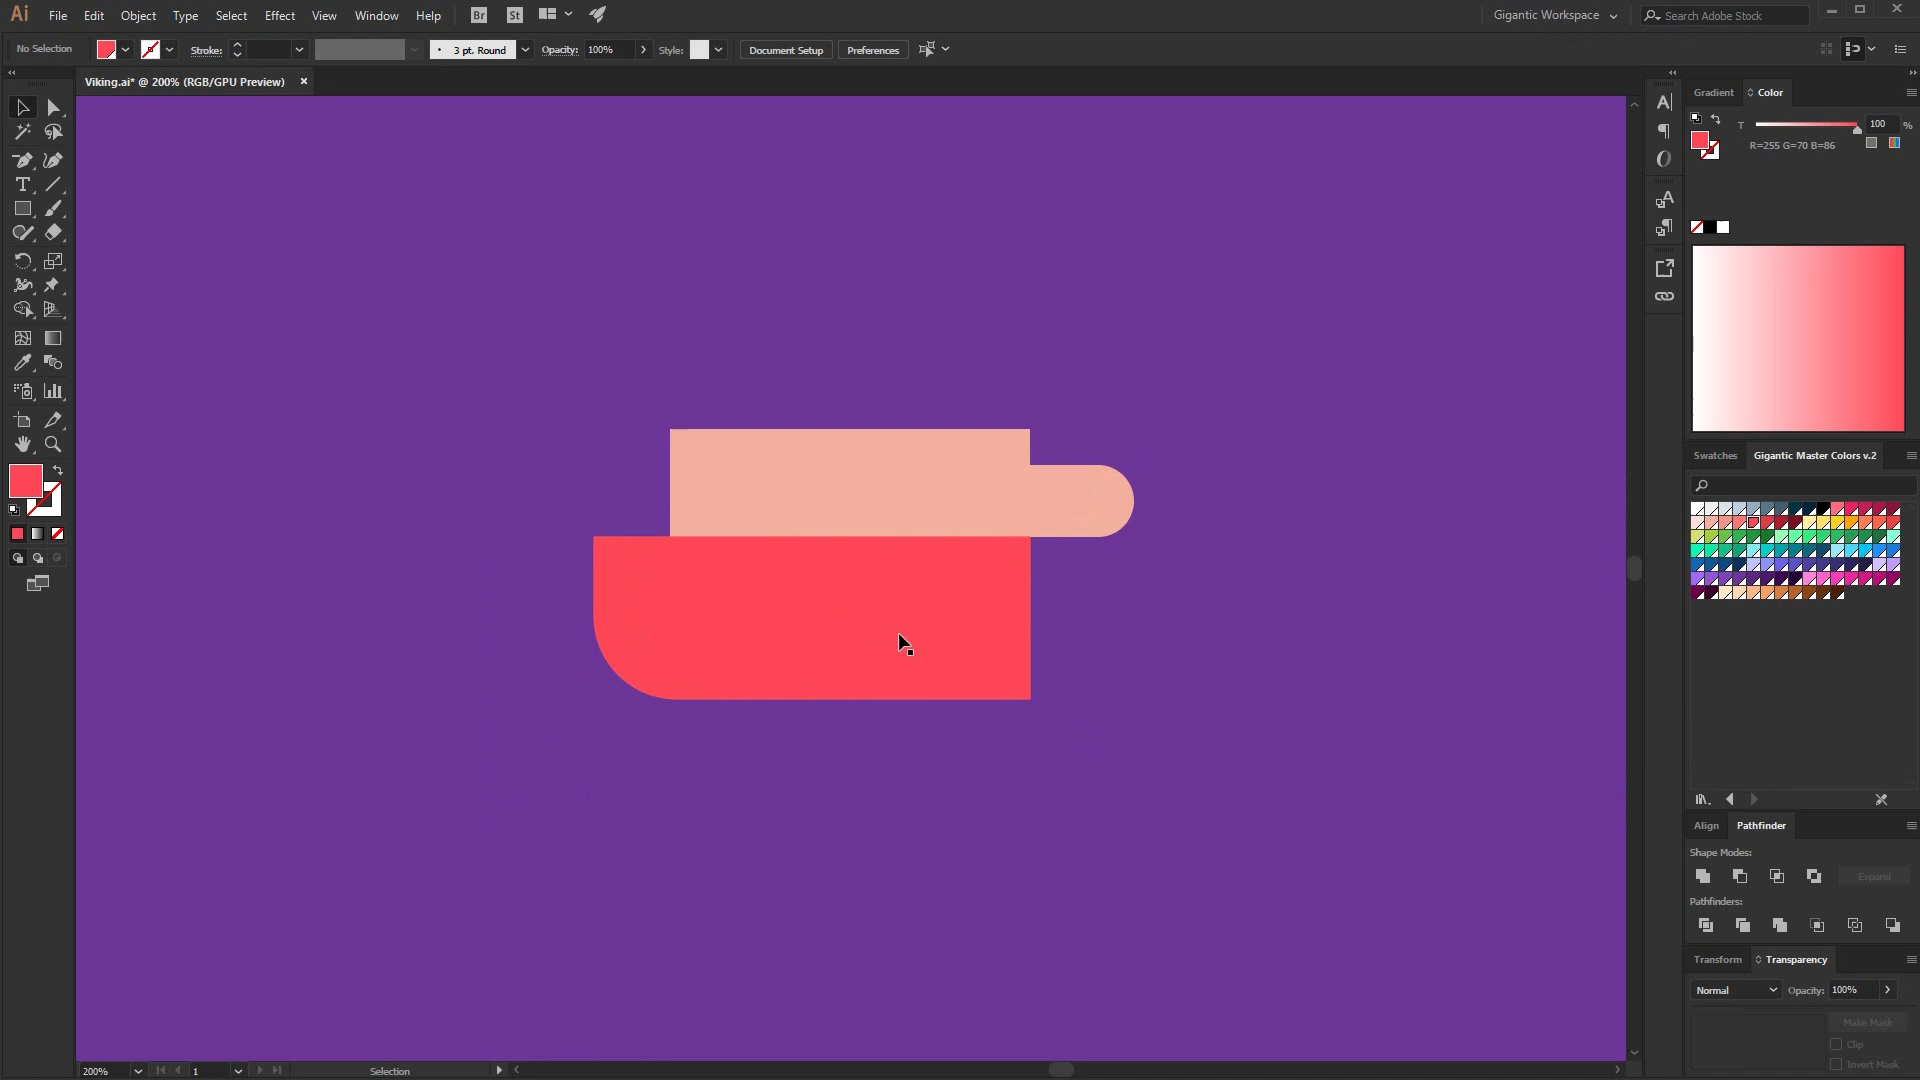 Ai File Edit Object Type Select Effect View Window Help Br St Gigantic Workspace Search Adobe Stock
No Selection Stroke: 3 pt. Round Opacity: 100% Style: Document Setup Preferences
Viking.ai* @ 200% (RGB/GPU Preview)
Gradient Color
T 100 %
R=255 G=70 B=86
Swatches Gigantic Master Colors v.2
Align Pathfinder
Shape Modes:
Expand
Pathfinders:
Transform Transparency
Normal Opacity: 100%
Make Mask
Clip
Invert Mask
200% 1 Selection